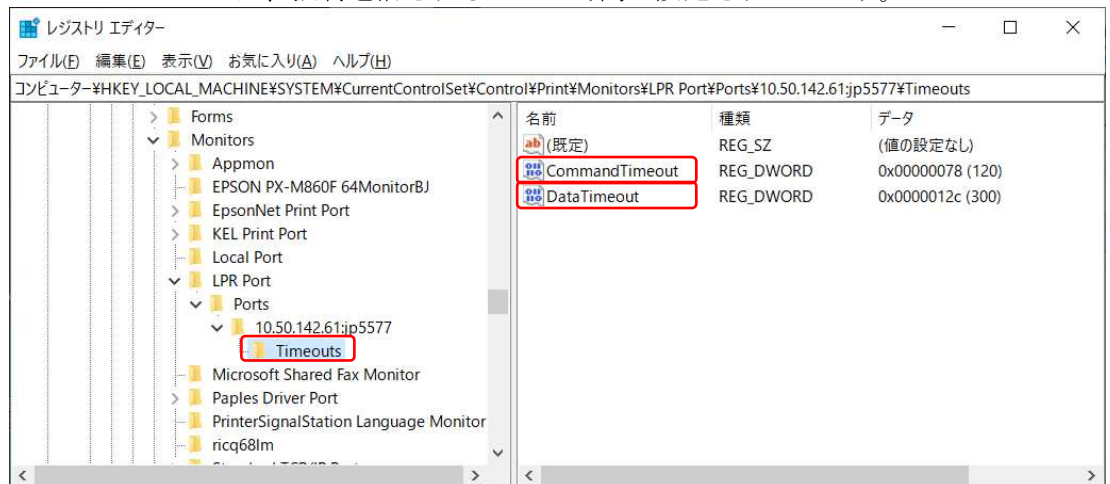 レジストリ エディター
ファイル(F) 編集(E) 表示(V) お気に入り(A) ヘルプ(H)
コンピューター¥HKEY_LOCAL_MACHINE¥SYSTEM¥CurrentControlSet¥Control¥Print¥Monitors¥LPR Port¥Ports¥10.50.142.61:jp5577¥Timeouts
Forms
Monitors
Appmon
EPSON PX-M860F 64MonitorBJ
EpsonNet Print Port
KEL Print Port
Local Port
LPR Port
Ports
10.50.142.61:jp5577
Timeouts
Microsoft Shared Fax Monitor
Paples Driver Port
PrinterSignalStation Language Monitor
ricq68lm
名前 種類 データ
(既定) REG_SZ (値の設定なし)
CommandTimeout REG_DWORD 0x00000078 (120)
DataTimeout REG_DWORD 0x0000012c (300)